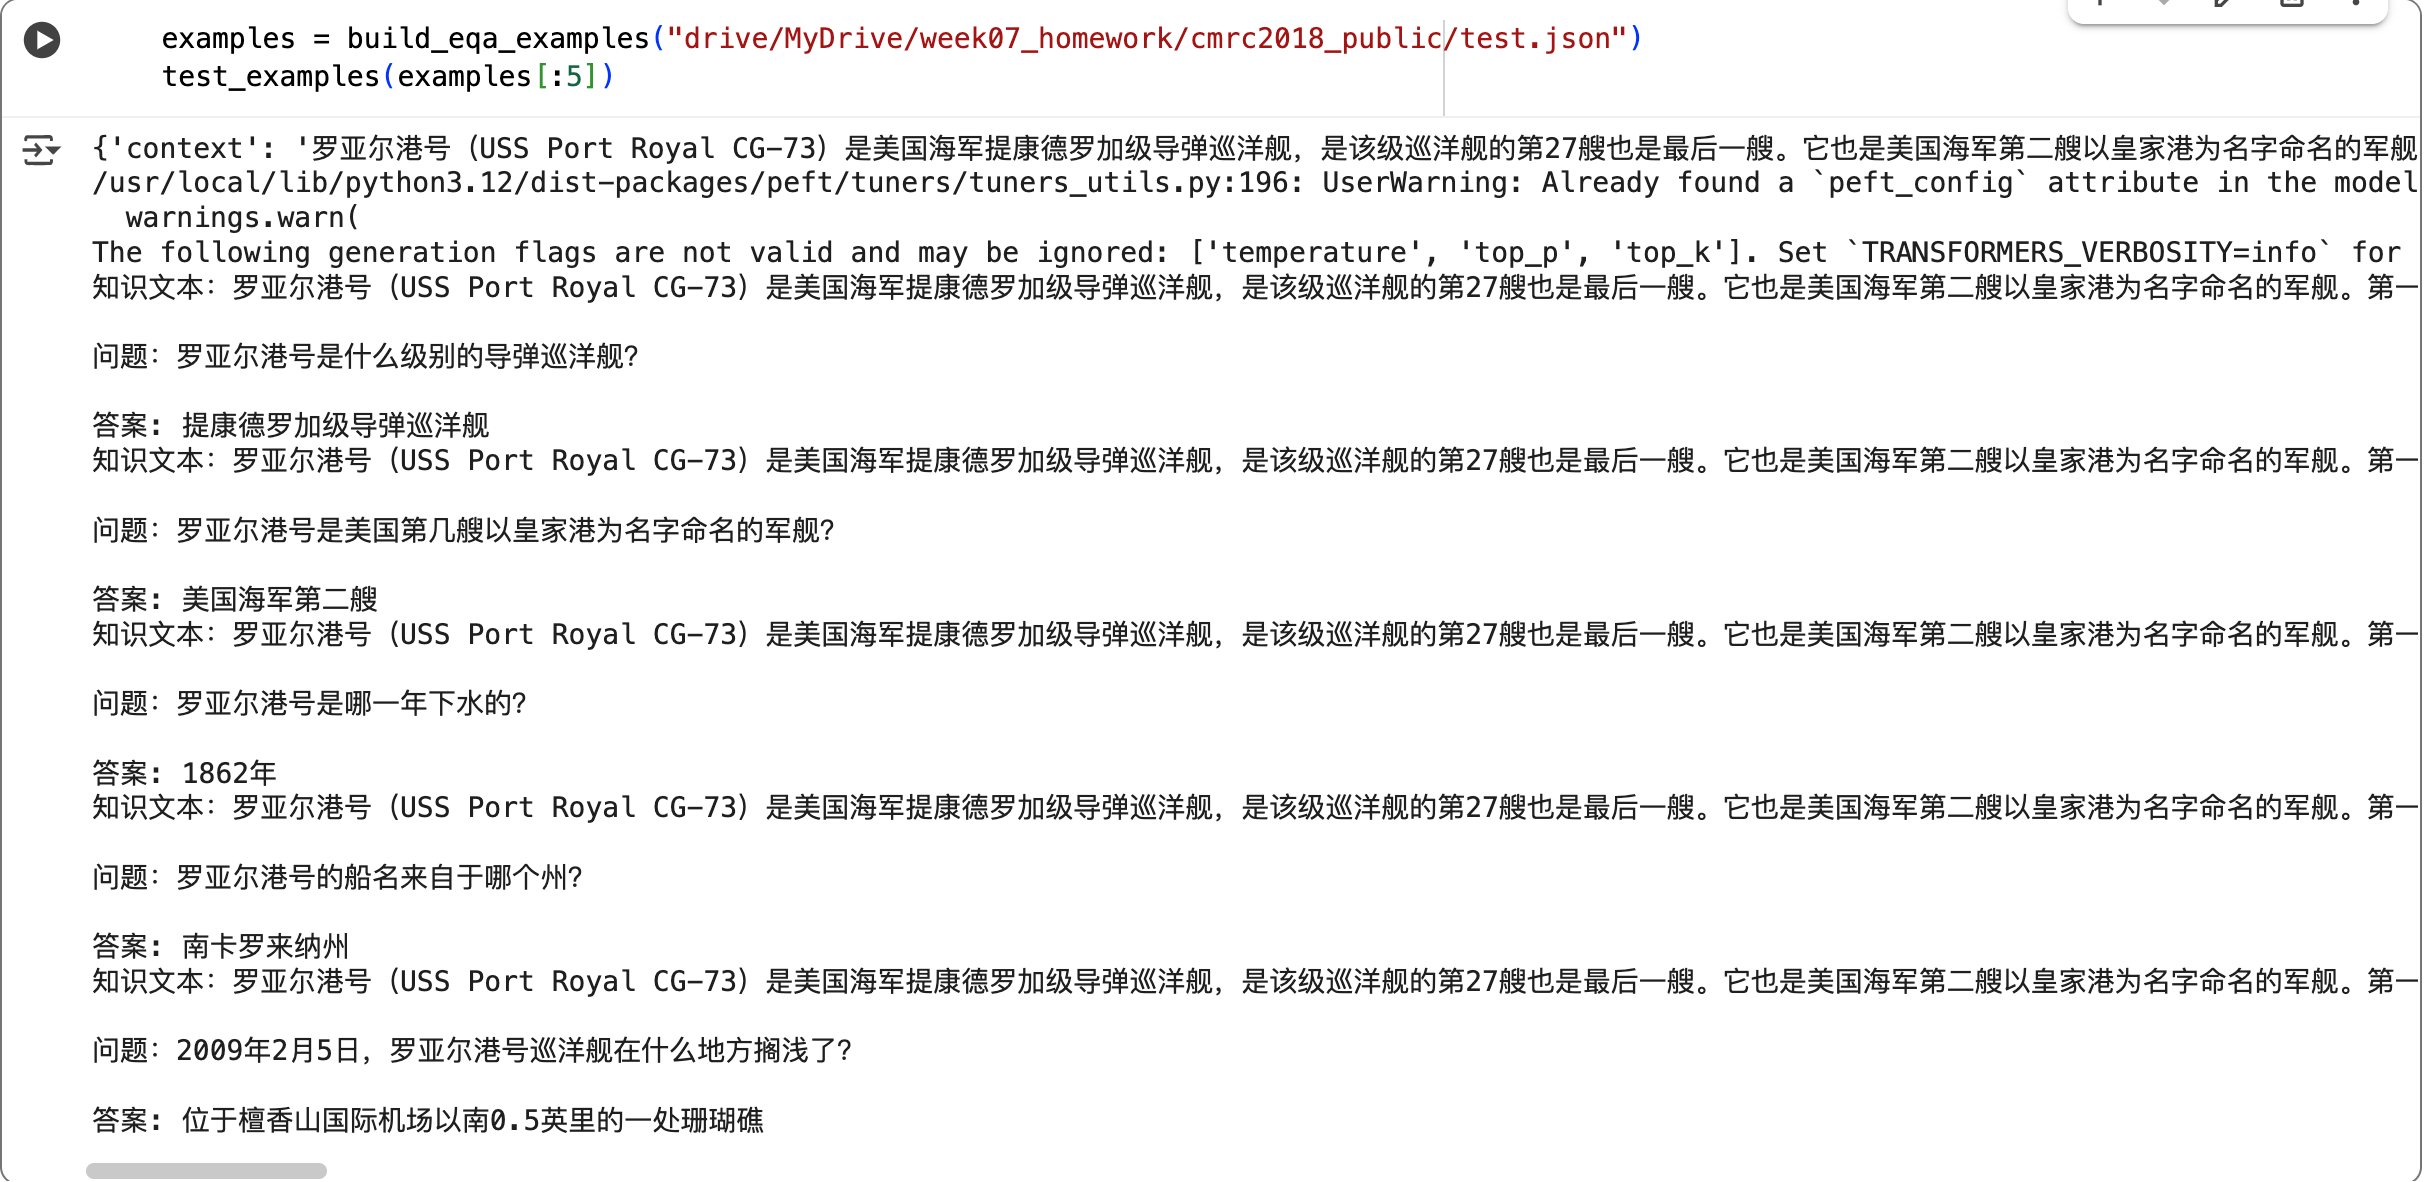 examples = build_eqa_examples("drive/MyDrive/week07_homework/cmrc2018_public/test.json")
test_examples(examples[:5])
{'context': '罗亚尔港号（USS Port Royal CG-73）是美国海军提康德罗加级导弹巡洋舰，是该级巡洋舰的第27艘也是最后一艘。它也是美国海军第二艘以皇家港为名字命名的军舰
/usr/local/lib/python3.12/dist-packages/peft/tuners/tuners_utils.py:196: UserWarning: Already found a `peft_config` attribute in the model
  warnings.warn(
The following generation flags are not valid and may be ignored: ['temperature', 'top_p', 'top_k']. Set `TRANSFORMERS_VERBOSITY=info` for
知识文本：罗亚尔港号（USS Port Royal CG-73）是美国海军提康德罗加级导弹巡洋舰，是该级巡洋舰的第27艘也是最后一艘。它也是美国海军第二艘以皇家港为名字命名的军舰。第一
问题：罗亚尔港号是什么级别的导弹巡洋舰？
答案: 提康德罗加级导弹巡洋舰
知识文本：罗亚尔港号（USS Port Royal CG-73）是美国海军提康德罗加级导弹巡洋舰，是该级巡洋舰的第27艘也是最后一艘。它也是美国海军第二艘以皇家港为名字命名的军舰。第一
问题：罗亚尔港号是美国第几艘以皇家港为名字命名的军舰？
答案: 美国海军第二艘
知识文本：罗亚尔港号（USS Port Royal CG-73）是美国海军提康德罗加级导弹巡洋舰，是该级巡洋舰的第27艘也是最后一艘。它也是美国海军第二艘以皇家港为名字命名的军舰。第一
问题：罗亚尔港号是哪一年下水的？
答案: 1862年
知识文本：罗亚尔港号（USS Port Royal CG-73）是美国海军提康德罗加级导弹巡洋舰，是该级巡洋舰的第27艘也是最后一艘。它也是美国海军第二艘以皇家港为名字命名的军舰。第一
问题：罗亚尔港号的船名来自于哪个州？
答案: 南卡罗来纳州
知识文本：罗亚尔港号（USS Port Royal CG-73）是美国海军提康德罗加级导弹巡洋舰，是该级巡洋舰的第27艘也是最后一艘。它也是美国海军第二艘以皇家港为名字命名的军舰。第一
问题：2009年2月5日，罗亚尔港号巡洋舰在什么地方搁浅了？
答案: 位于檀香山国际机场以南0.5英里的一处珊瑚礁